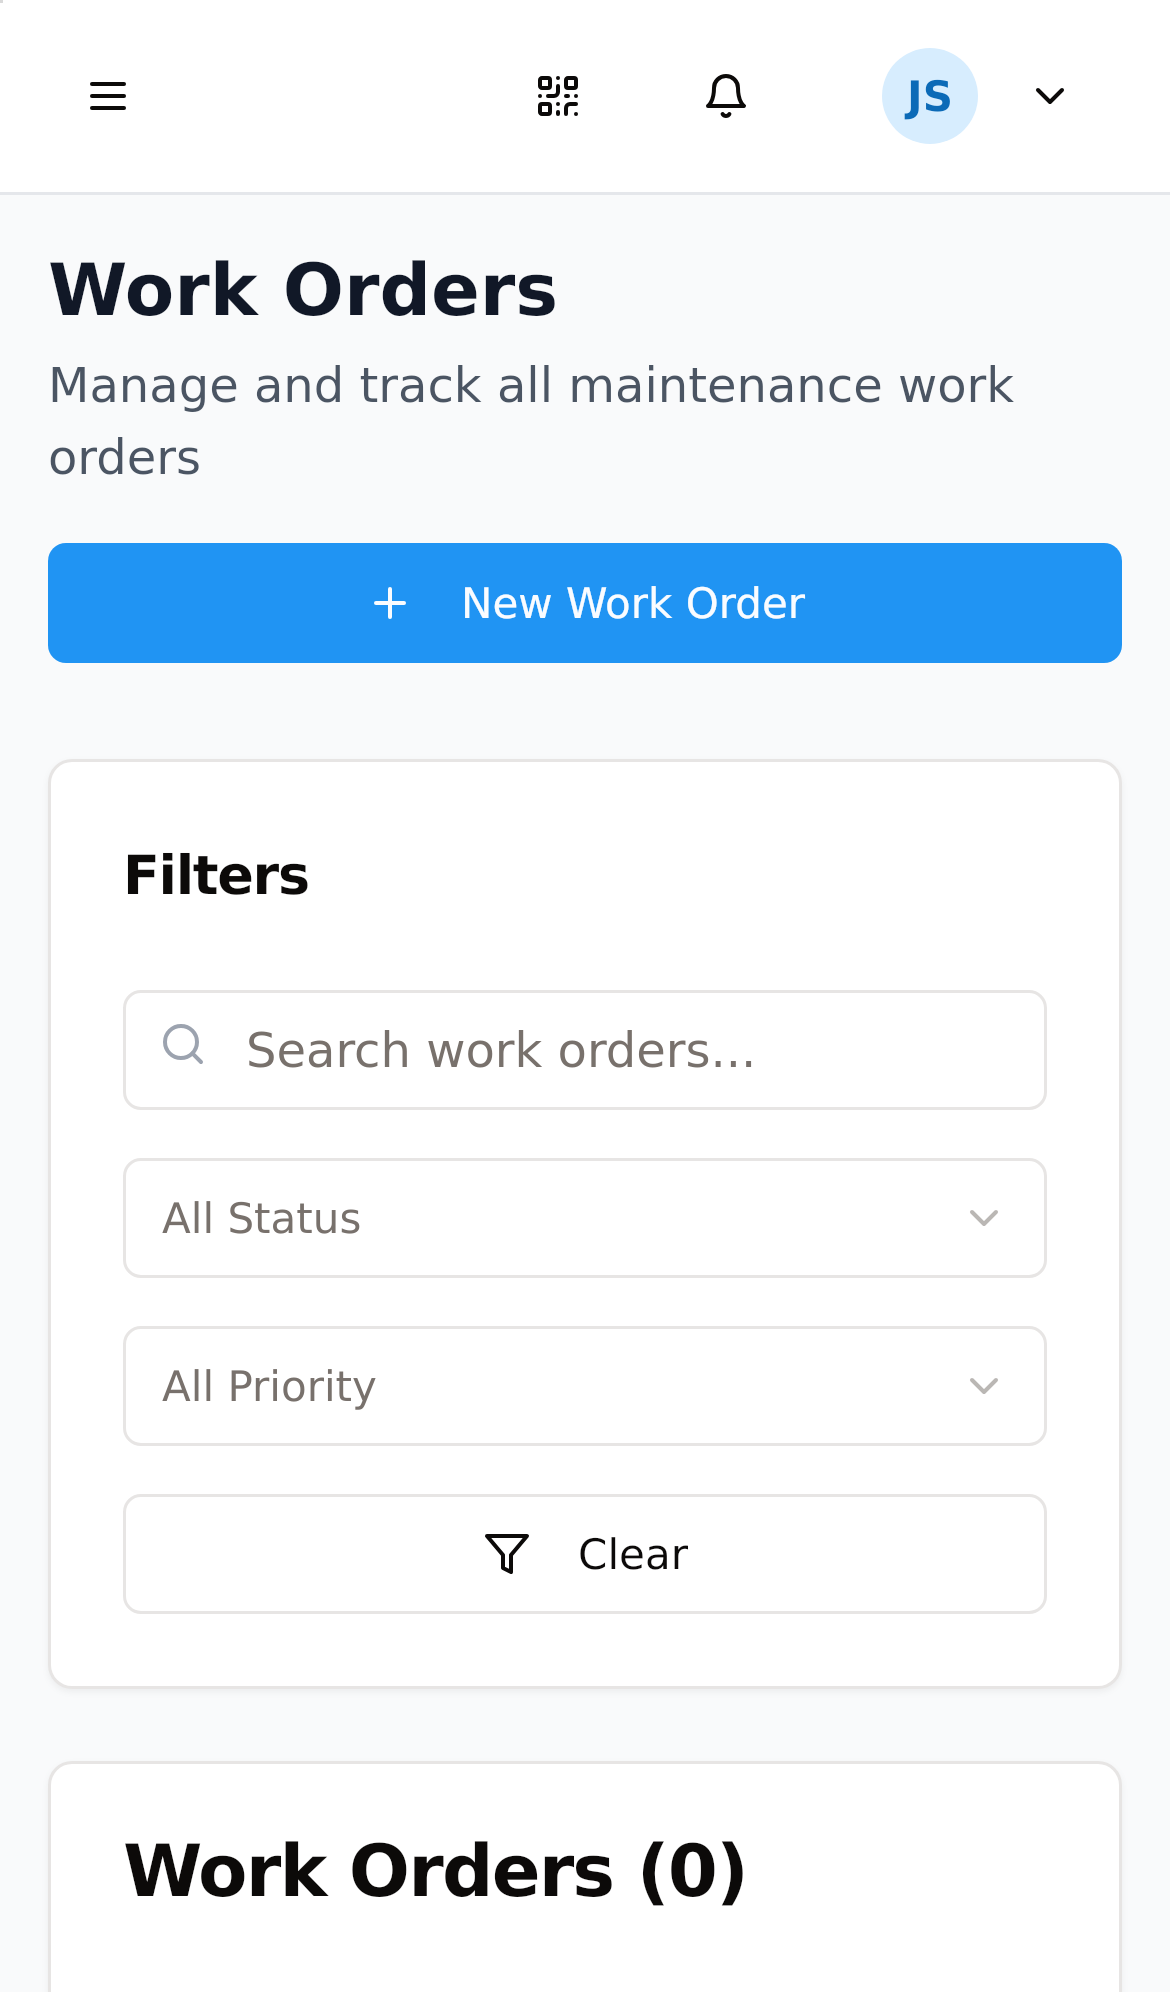 JS
Work Orders
Manage and track all maintenance work
orders
New Work Order
Filters
Search work orders...
All Status
All Priority
Clear
Work Orders (0)